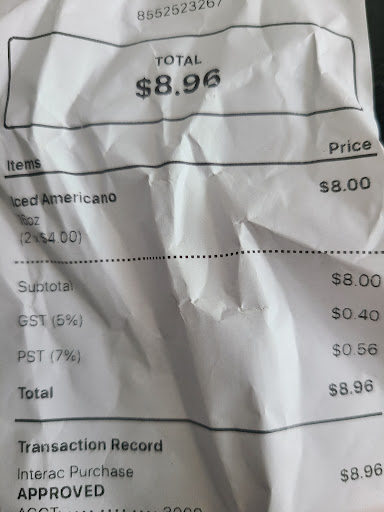 8552523267
TOTAL
$8.96
Items Price
Iced Americano $8.00
16oz
(2x$4.00)
Subtotal $8.00
GST (5%) $0.40
PST (7%) $0.56
Total $8.96
Transaction Record
Interac Purchase $8.96
APPROVED